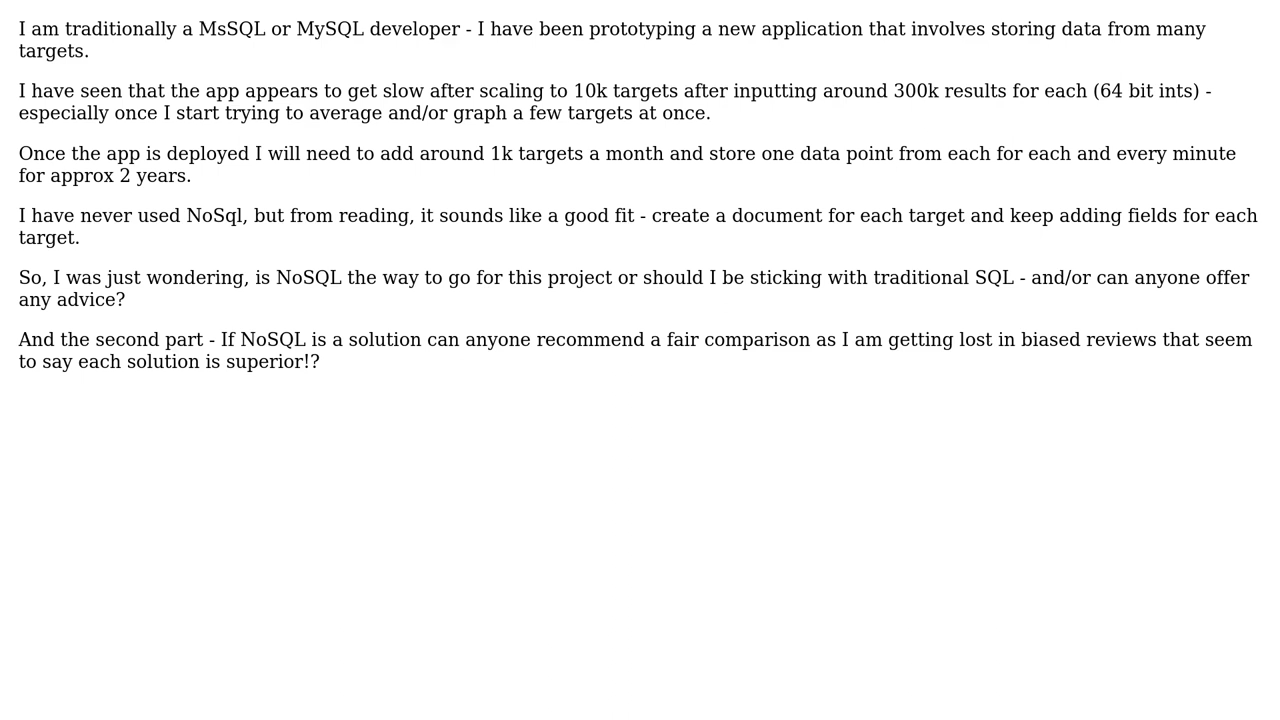 I am traditionally a MsSQL or MySQL developer - I have been prototyping a new application that involves storing data from many
targets.
I have seen that the app appears to get slow after scaling to 10k targets after inputting around 300k results for each (64 bit ints) -
especially once I start trying to average and/or graph a few targets at once.
Once the app is deployed I will need to add around 1k targets a month and store one data point from each for each and every minute
for approx 2 years.
I have never used NoSql, but from reading, it sounds like a good fit - create a document for each target and keep adding fields for each
target.
So, I was just wondering, is NoSQL the way to go for this project or should I be sticking with traditional SQL - and/or can anyone offer
any advice?
And the second part - If NoSQL is a solution can anyone recommend a fair comparison as I am getting lost in biased reviews that seem
to say each solution is superior!?